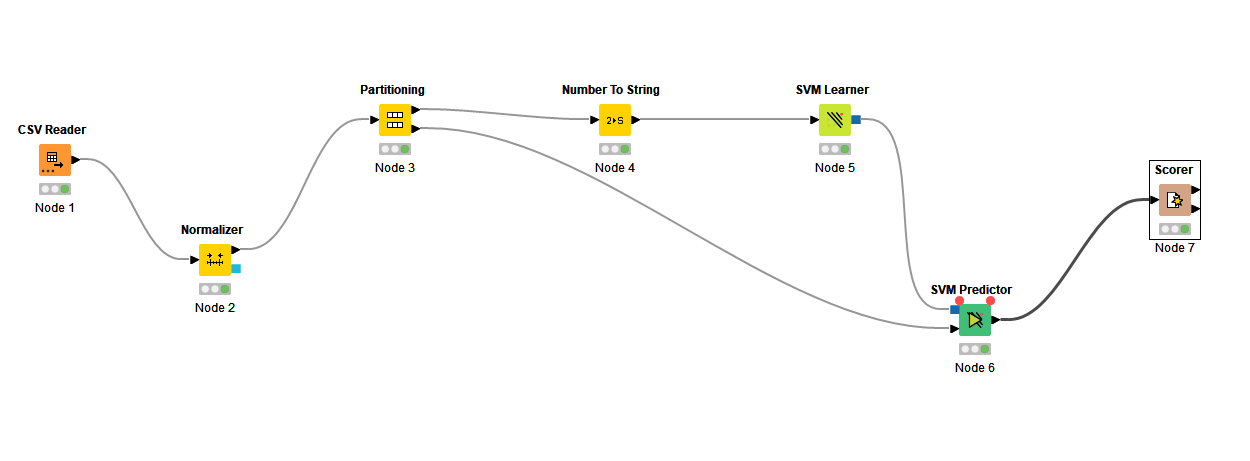 CSV Reader
Node 1
Normalizer
Node 2
Partitioning
Node 3
Number To String
2▸S
Node 4
SVM Learner
Node 5
SVM Predictor
Node 6
Scorer
Node 7